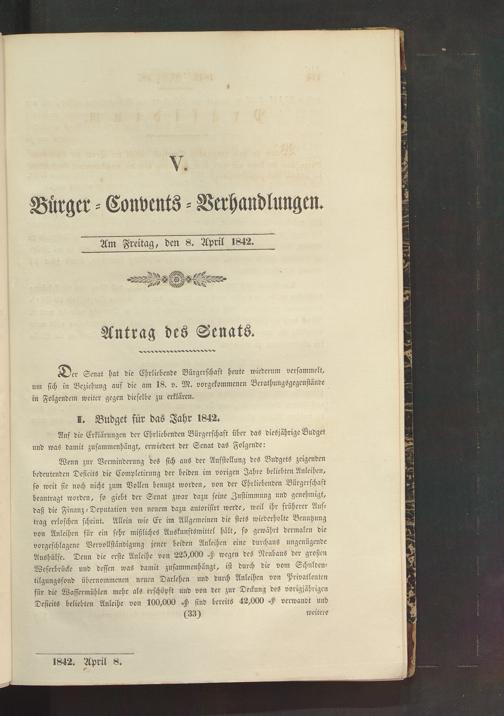 V.
Bürger-Convents-Verhandlungen.
Am Freitag, den 8. April 1842.
Antrag des Senats.
Der Senat hat die Ehrliebende Bürgerschaft heute wiederum versammelt,
um sich in Beziehung auf die am 18. v. M. vorgekommenen Berathungsgegenstände
in Folgendem weiter gegen dieselbe zu erklären.
I. Budget für das Jahr 1842.
Auf die Erklärungen der Ehrliebenden Bürgerschaft über das diesjährige Budget
und was damit zusammenhängt, erwiedert der Senat das Folgende:
Wenn zur Verminderung des sich aus der Aufstellung des Budgets zeigenden
bedeutenden Deficits die Completirung der beiden im vorigen Jahre beliebten Anleihen,
so weit sie noch nicht zum Vollen benutzt worden, von der Ehrliebenden Bürgerschaft
beantragt worden, so giebt der Senat zwar dazu seine Zustimmung und genehmigt,
daß die Finanz-Deputation von neuem dazu autorisirt werde, weil ihr früherer Auf-
trag erloschen scheint. Allein wie Er im Allgemeinen die stets wiederholte Benutzung
von Anleihen für ein sehr mißliches Auskunftsmittel hält, so gewährt dermalen die
vorgeschlagene Vervollständigung jener beiden Anleihen eine durchaus ungenügende
Aushülfe. Denn die erste Anleihe von 225,000 ₰ wegen des Neubaus der großen
Weserbrücke und dessen was damit zusammenhängt, ist durch die vom Schulden-
tilgungsfond übernommenen neuen Darlehen und durch Anleihen von Privatleuten
für die Wassermühlen mehr als erschöpft und von der zur Deckung des vorigjährigen
Deficits beliebten Anleihe von 100,000 ₰ sind bereits 42,000 ₰ verwandt und
(33) weitere
1842. April 8.